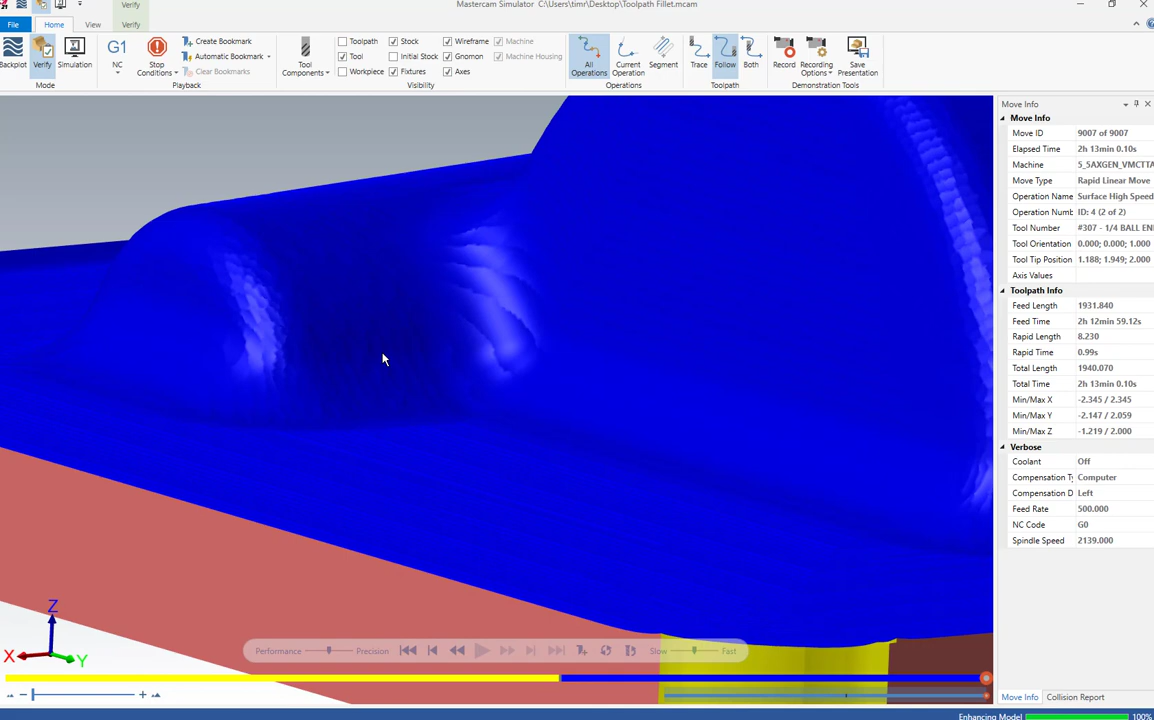 Verify
Mastercam Simulator C:\Users\timr\Desktop\Toolpath Fillet.mcam
File Home View Verify
Backplot Verify Simulation
Mode
G1
NC
Stop Conditions
Create Bookmark
Automatic Bookmark
Clear Bookmarks
Playback
Tool Components
Toolpath Stock Wireframe Machine
Tool Initial Stock Gnomon Machine Housing
Workpiece Fixtures Axes
Visibility
All Operations
Current Operation
Segment
Operations
Trace Follow Both
Toolpath
Record
Recording Options
Save Presentation
Demonstration Tools
Move Info
Move Info
Move ID 9007 of 9007
Elapsed Time 2h 13min 0.10s
Machine 5_5AXGEN_VMCTTA
Move Type Rapid Linear Move
Operation Name Surface High Speed
Operation Numb ID: 4 (2 of 2)
Tool Number #307 - 1/4 BALL EN
Tool Orientation 0.000; 0.000; 1.000
Tool Tip Position 1.188; 1.949; 2.000
Axis Values
Toolpath Info
Feed Length 1931.840
Feed Time 2h 12min 59.12s
Rapid Length 8.230
Rapid Time 0.99s
Total Length 1940.070
Total Time 2h 13min 0.10s
Min/Max X -2.345 / 2.345
Min/Max Y -2.147 / 2.059
Min/Max Z -1.219 / 2.000
Verbose
Coolant Off
Compensation Ty Computer
Compensation D Left
Feed Rate 500.000
NC Code G0
Spindle Speed 2139.000
Z
X
Y
Performance Precision Slow Fast
Move Info Collision Report
Enhancing Model 100%